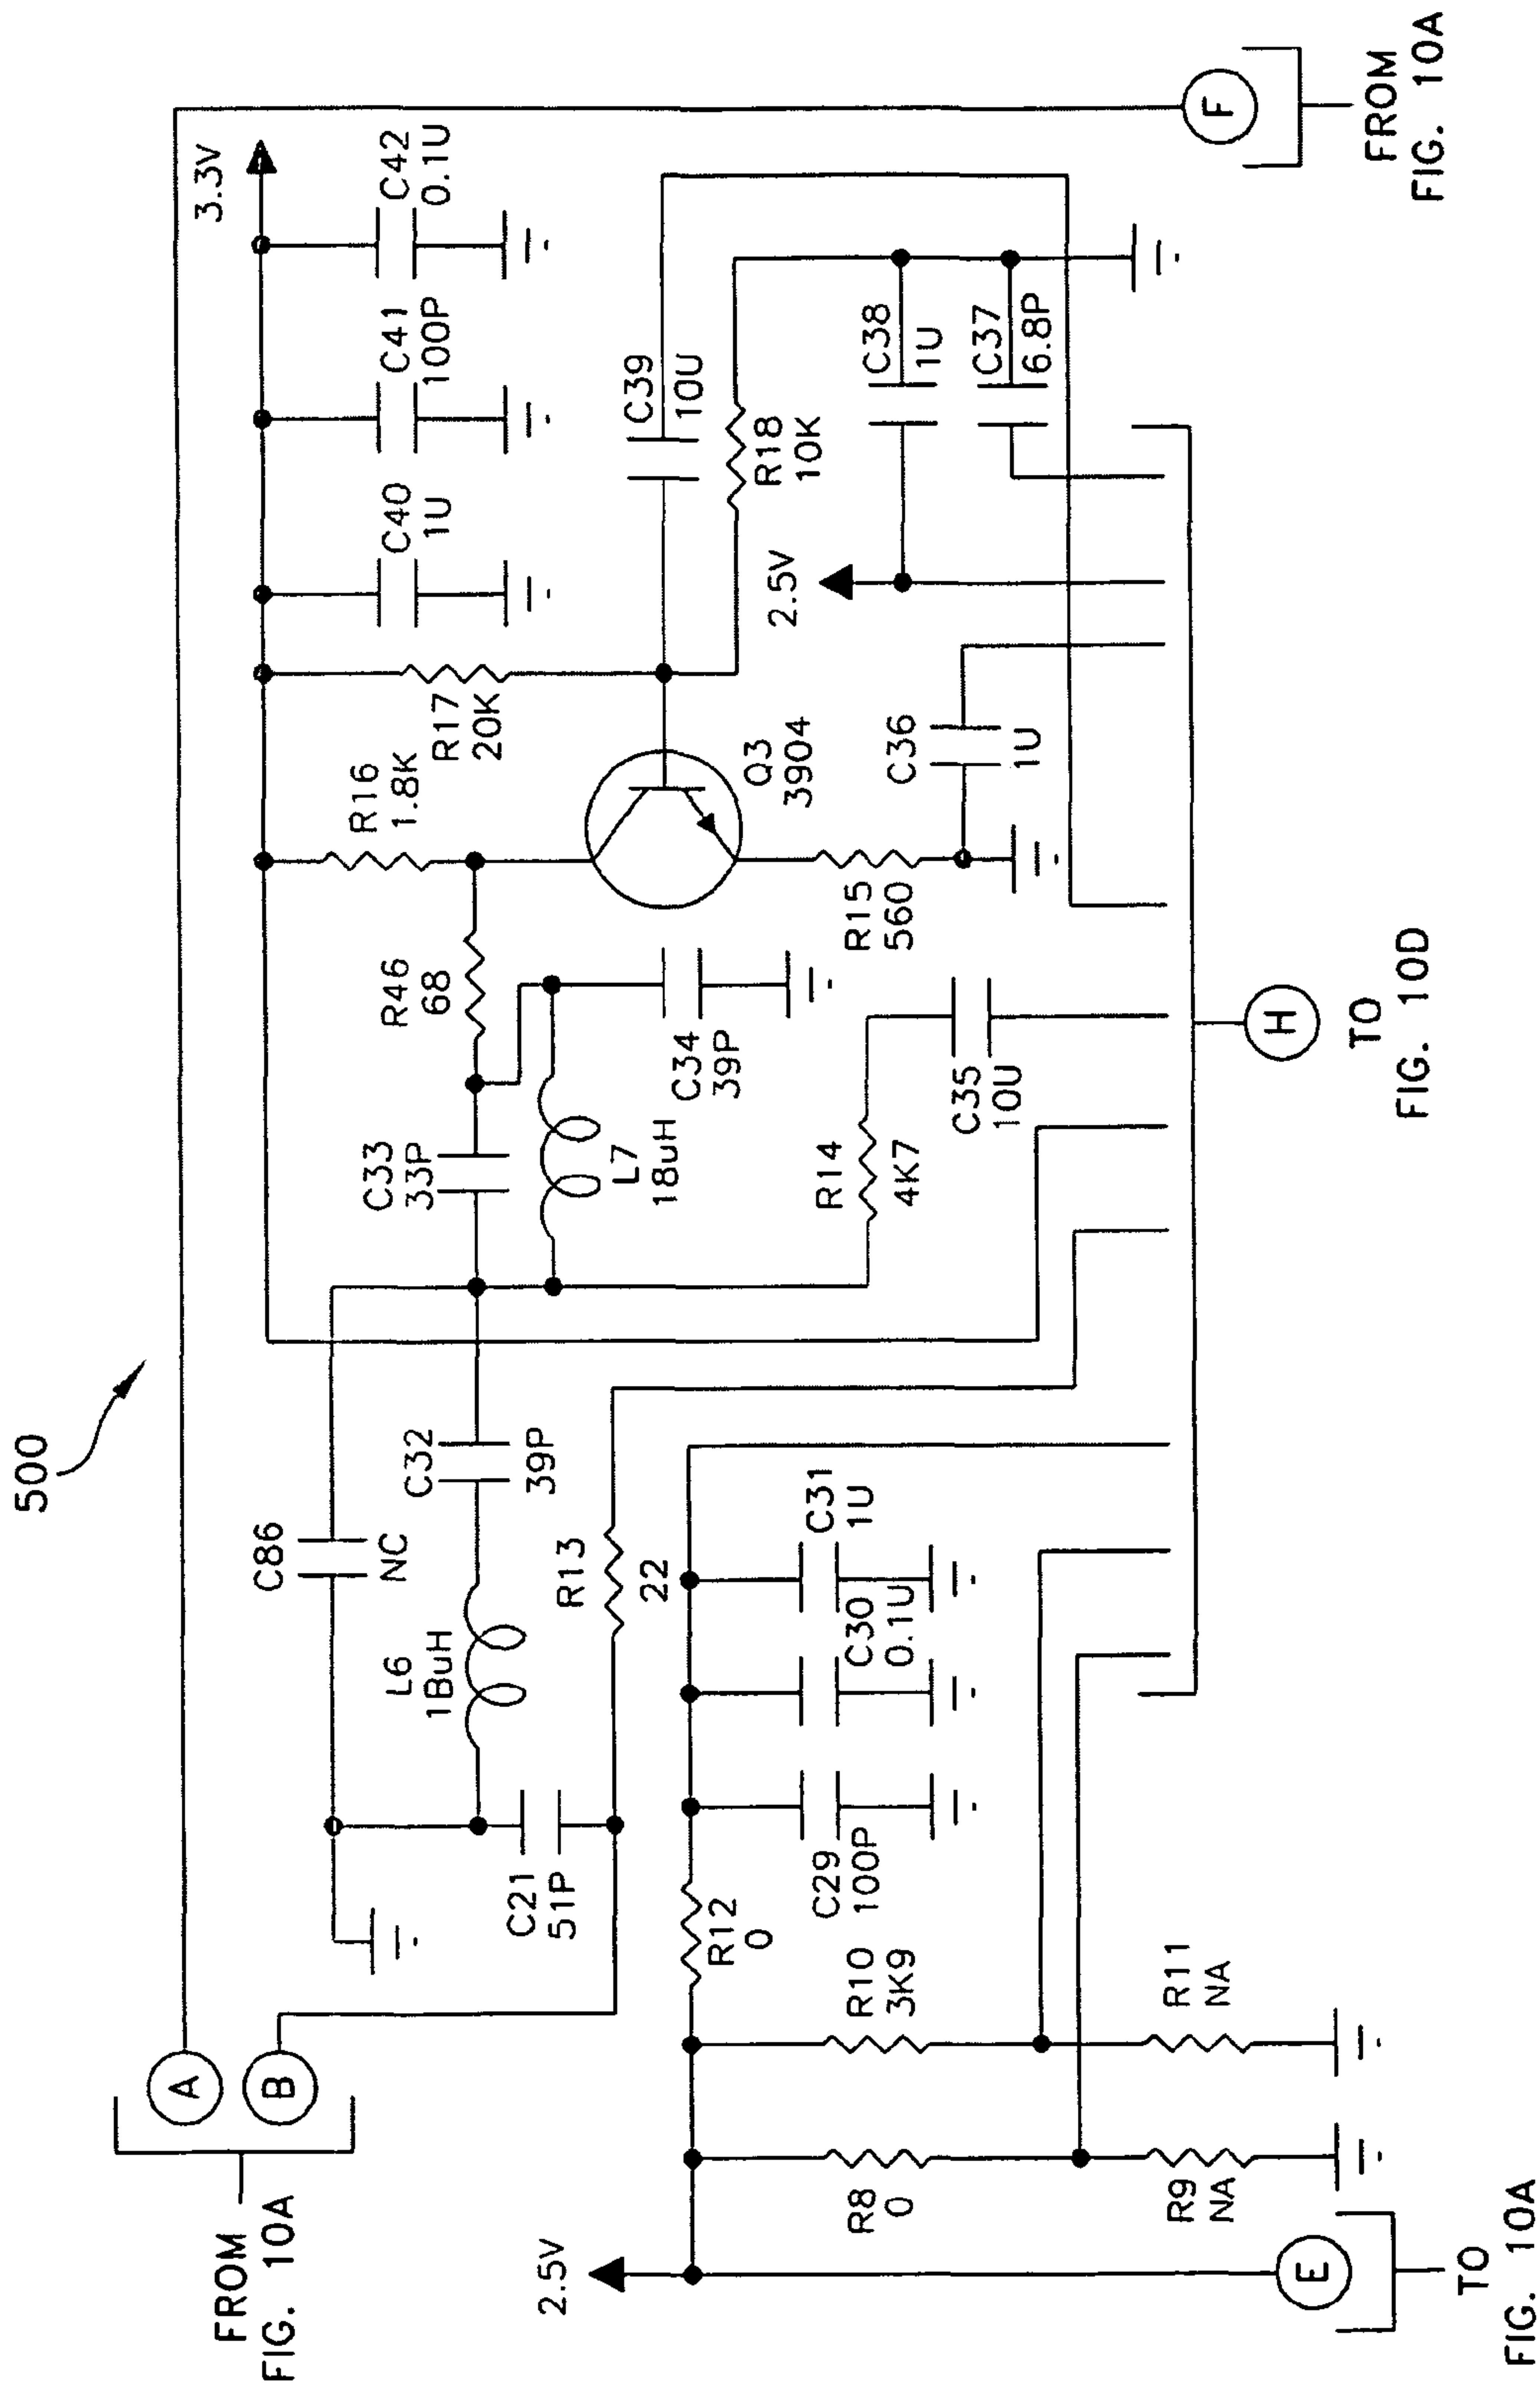 500
FROM
FIG. 10A
A
B
3.3V
C86
NC
L6
1BuH
C32
39P
C33
33P
R46
68
R16
1.8K
R17
20K
C40
1U
C41
100P
C42
0.1U
C21
51P
R13
22
L7
18uH
C34
39P
Q3
3904
C39
10U
R18
10K
2.5V
R12
0
C29
100P
C30
0.1U
C31
1U
R14
4K7
C35
10U
R15
560
C36
1U
2.5V
C38
1U
C37
6.8P
R8
0
R10
3K9
R9
NA
R11
NA
E
TO
FIG. 10A
H
TO
FIG. 10D
F
FROM
FIG. 10A